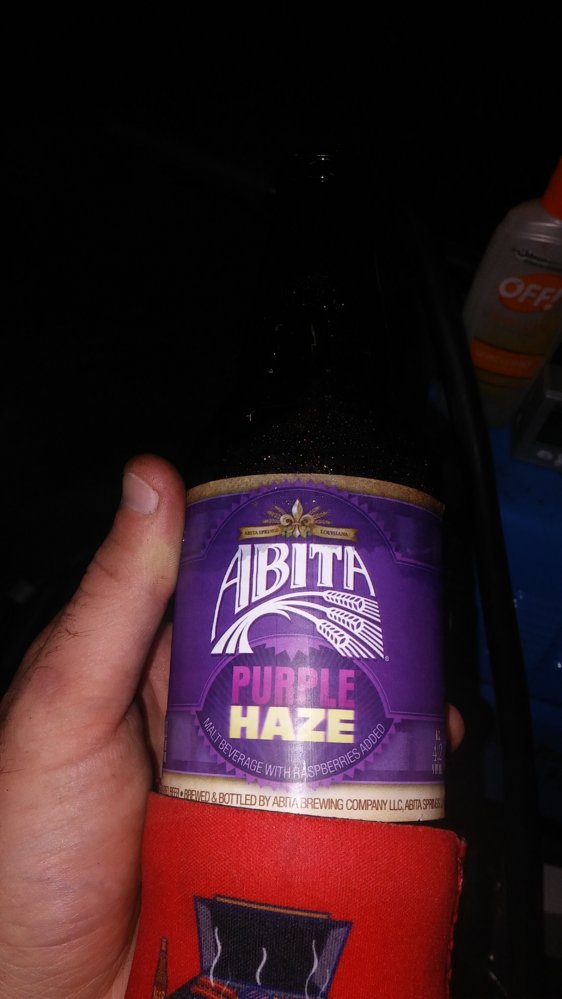 OFF!
ABITA SPRINGS LOUISIANA
ABITA
®
PURPLE
HAZE
MALT BEVERAGE WITH RASPBERRIES ADDED
BEER • BREWED & BOTTLED BY ABITA BREWING COMPANY LLC, ABITA SPRINGS,